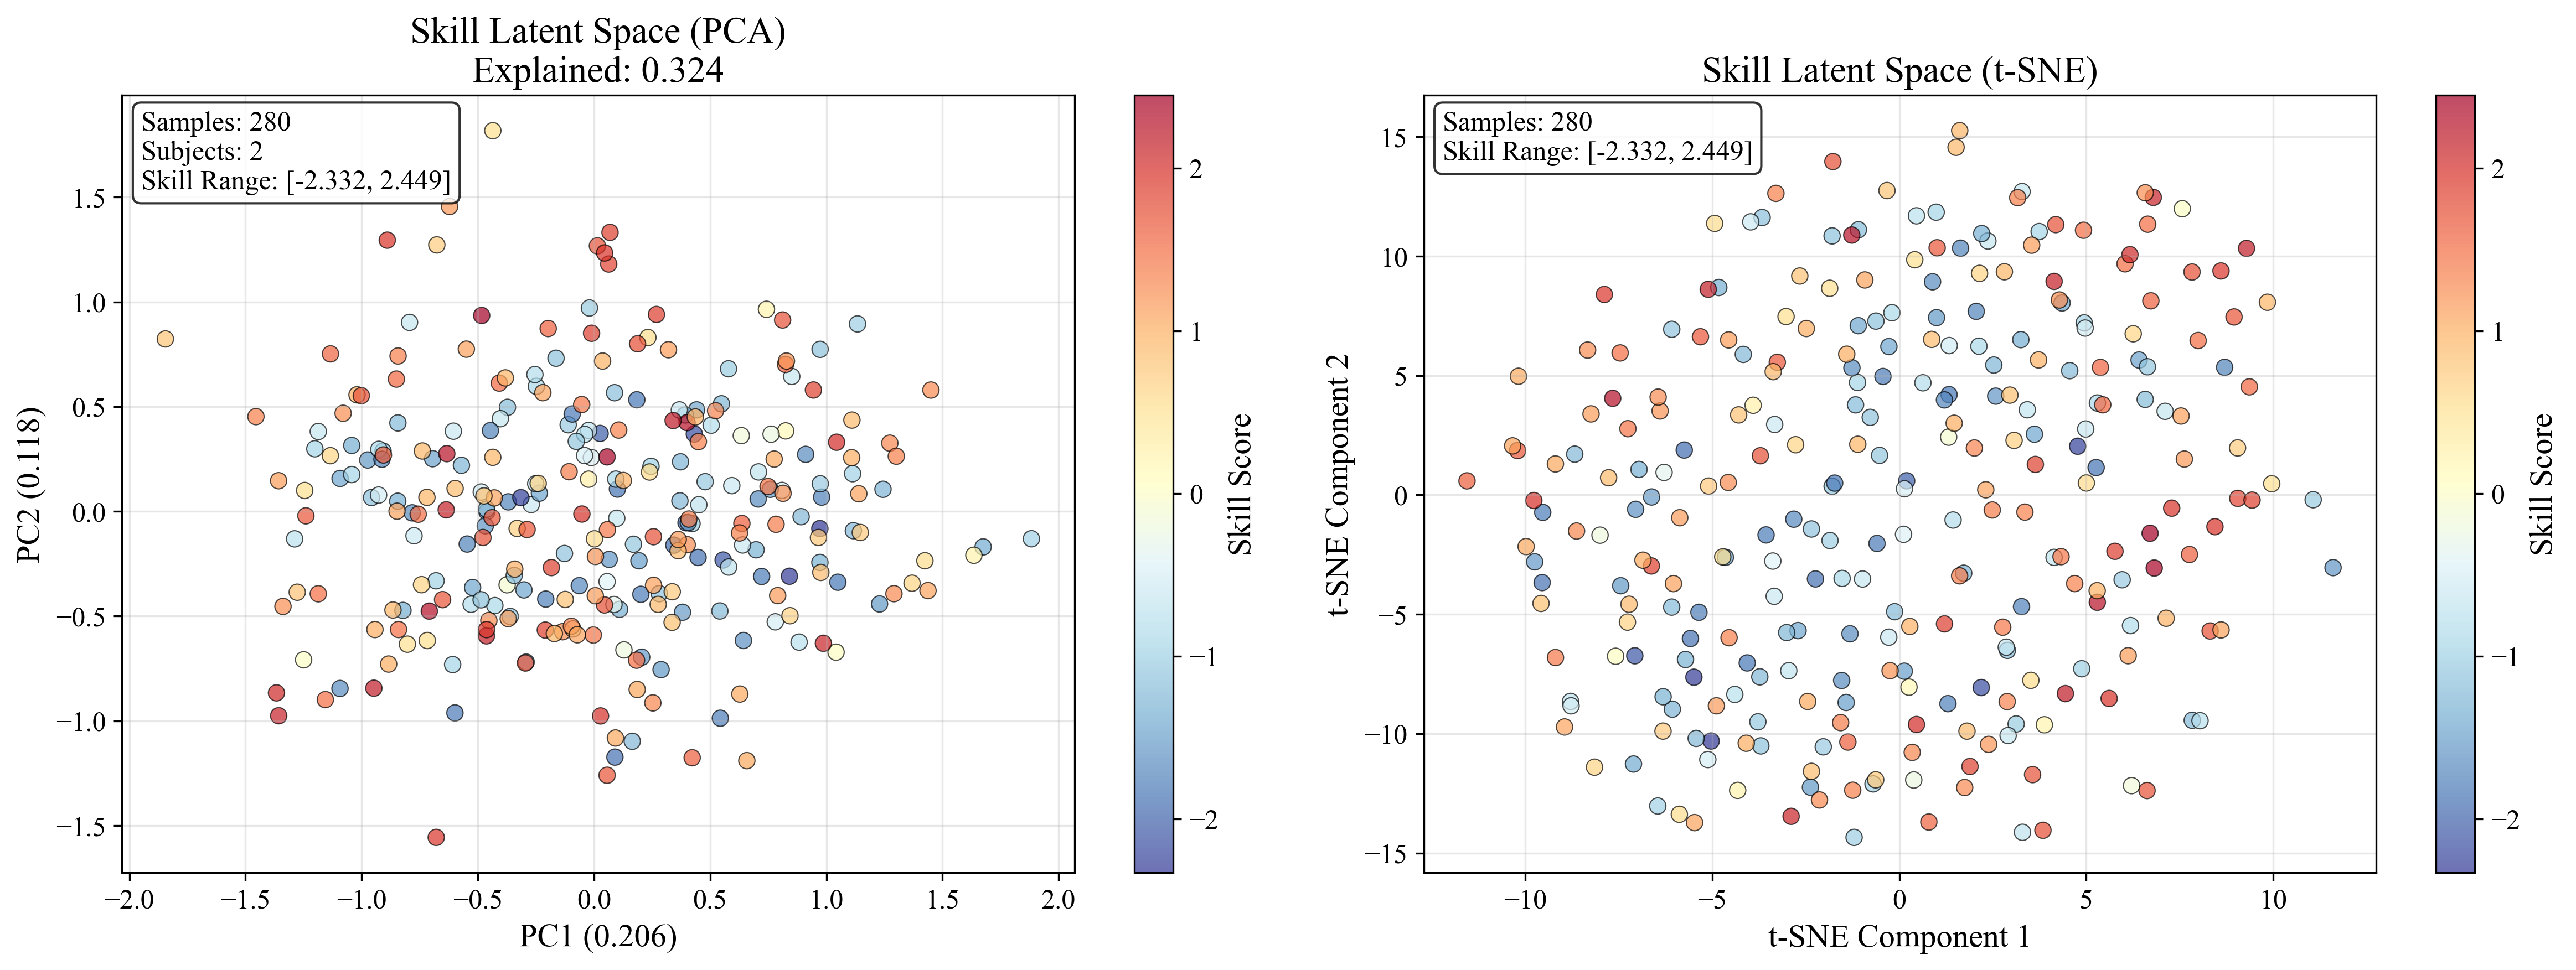 Skill Latent Space (PCA)
Explained: 0.324
Samples: 280
Subjects: 2
Skill Range: [-2.332, 2.449]
1.5
1.0
0.5
0.0
−0.5
−1.0
−1.5
PC2 (0.118)
−2.0
−1.5
−1.0
−0.5
0.0
0.5
1.0
1.5
2.0
PC1 (0.206)
2
1
0
−1
−2
Skill Score
Skill Latent Space (t-SNE)
Samples: 280
Skill Range: [-2.332, 2.449]
15
10
5
0
−5
−10
−15
t-SNE Component 2
−10
−5
0
5
10
t-SNE Component 1
2
1
0
−1
−2
Skill Score